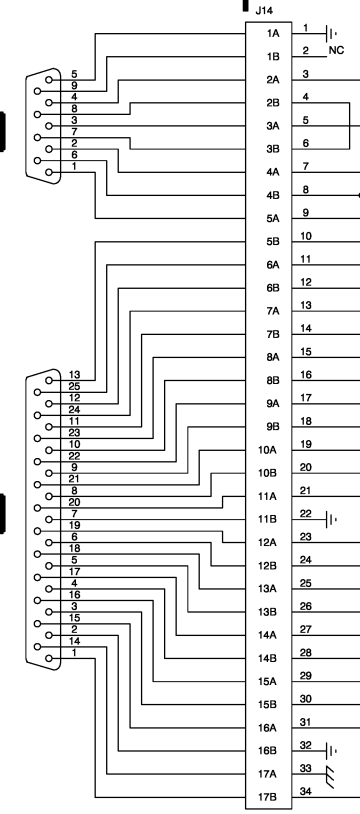 J14
1A 1
1B 2 NC
5
9 2A 3
4
8 2B 4
3 3A 5
7
2 3B 6
6 4A 7
1 4B 8
5A 9
5B 10
6A 11
6B 12
7A 13
7B 14
8A 15
13 8B 16
25
12 9A 17
24
11 9B 18
23
10 10A 19
22
9 10B 20
21
8 11A 21
20
7 11B 22
19
6 12A 23
18
5 12B 24
17
4 13A 25
16
3 13B 26
15
2 14A 27
14
1 14B 28
15A 29
15B 30
16A 31
16B 32
17A 33
17B 34